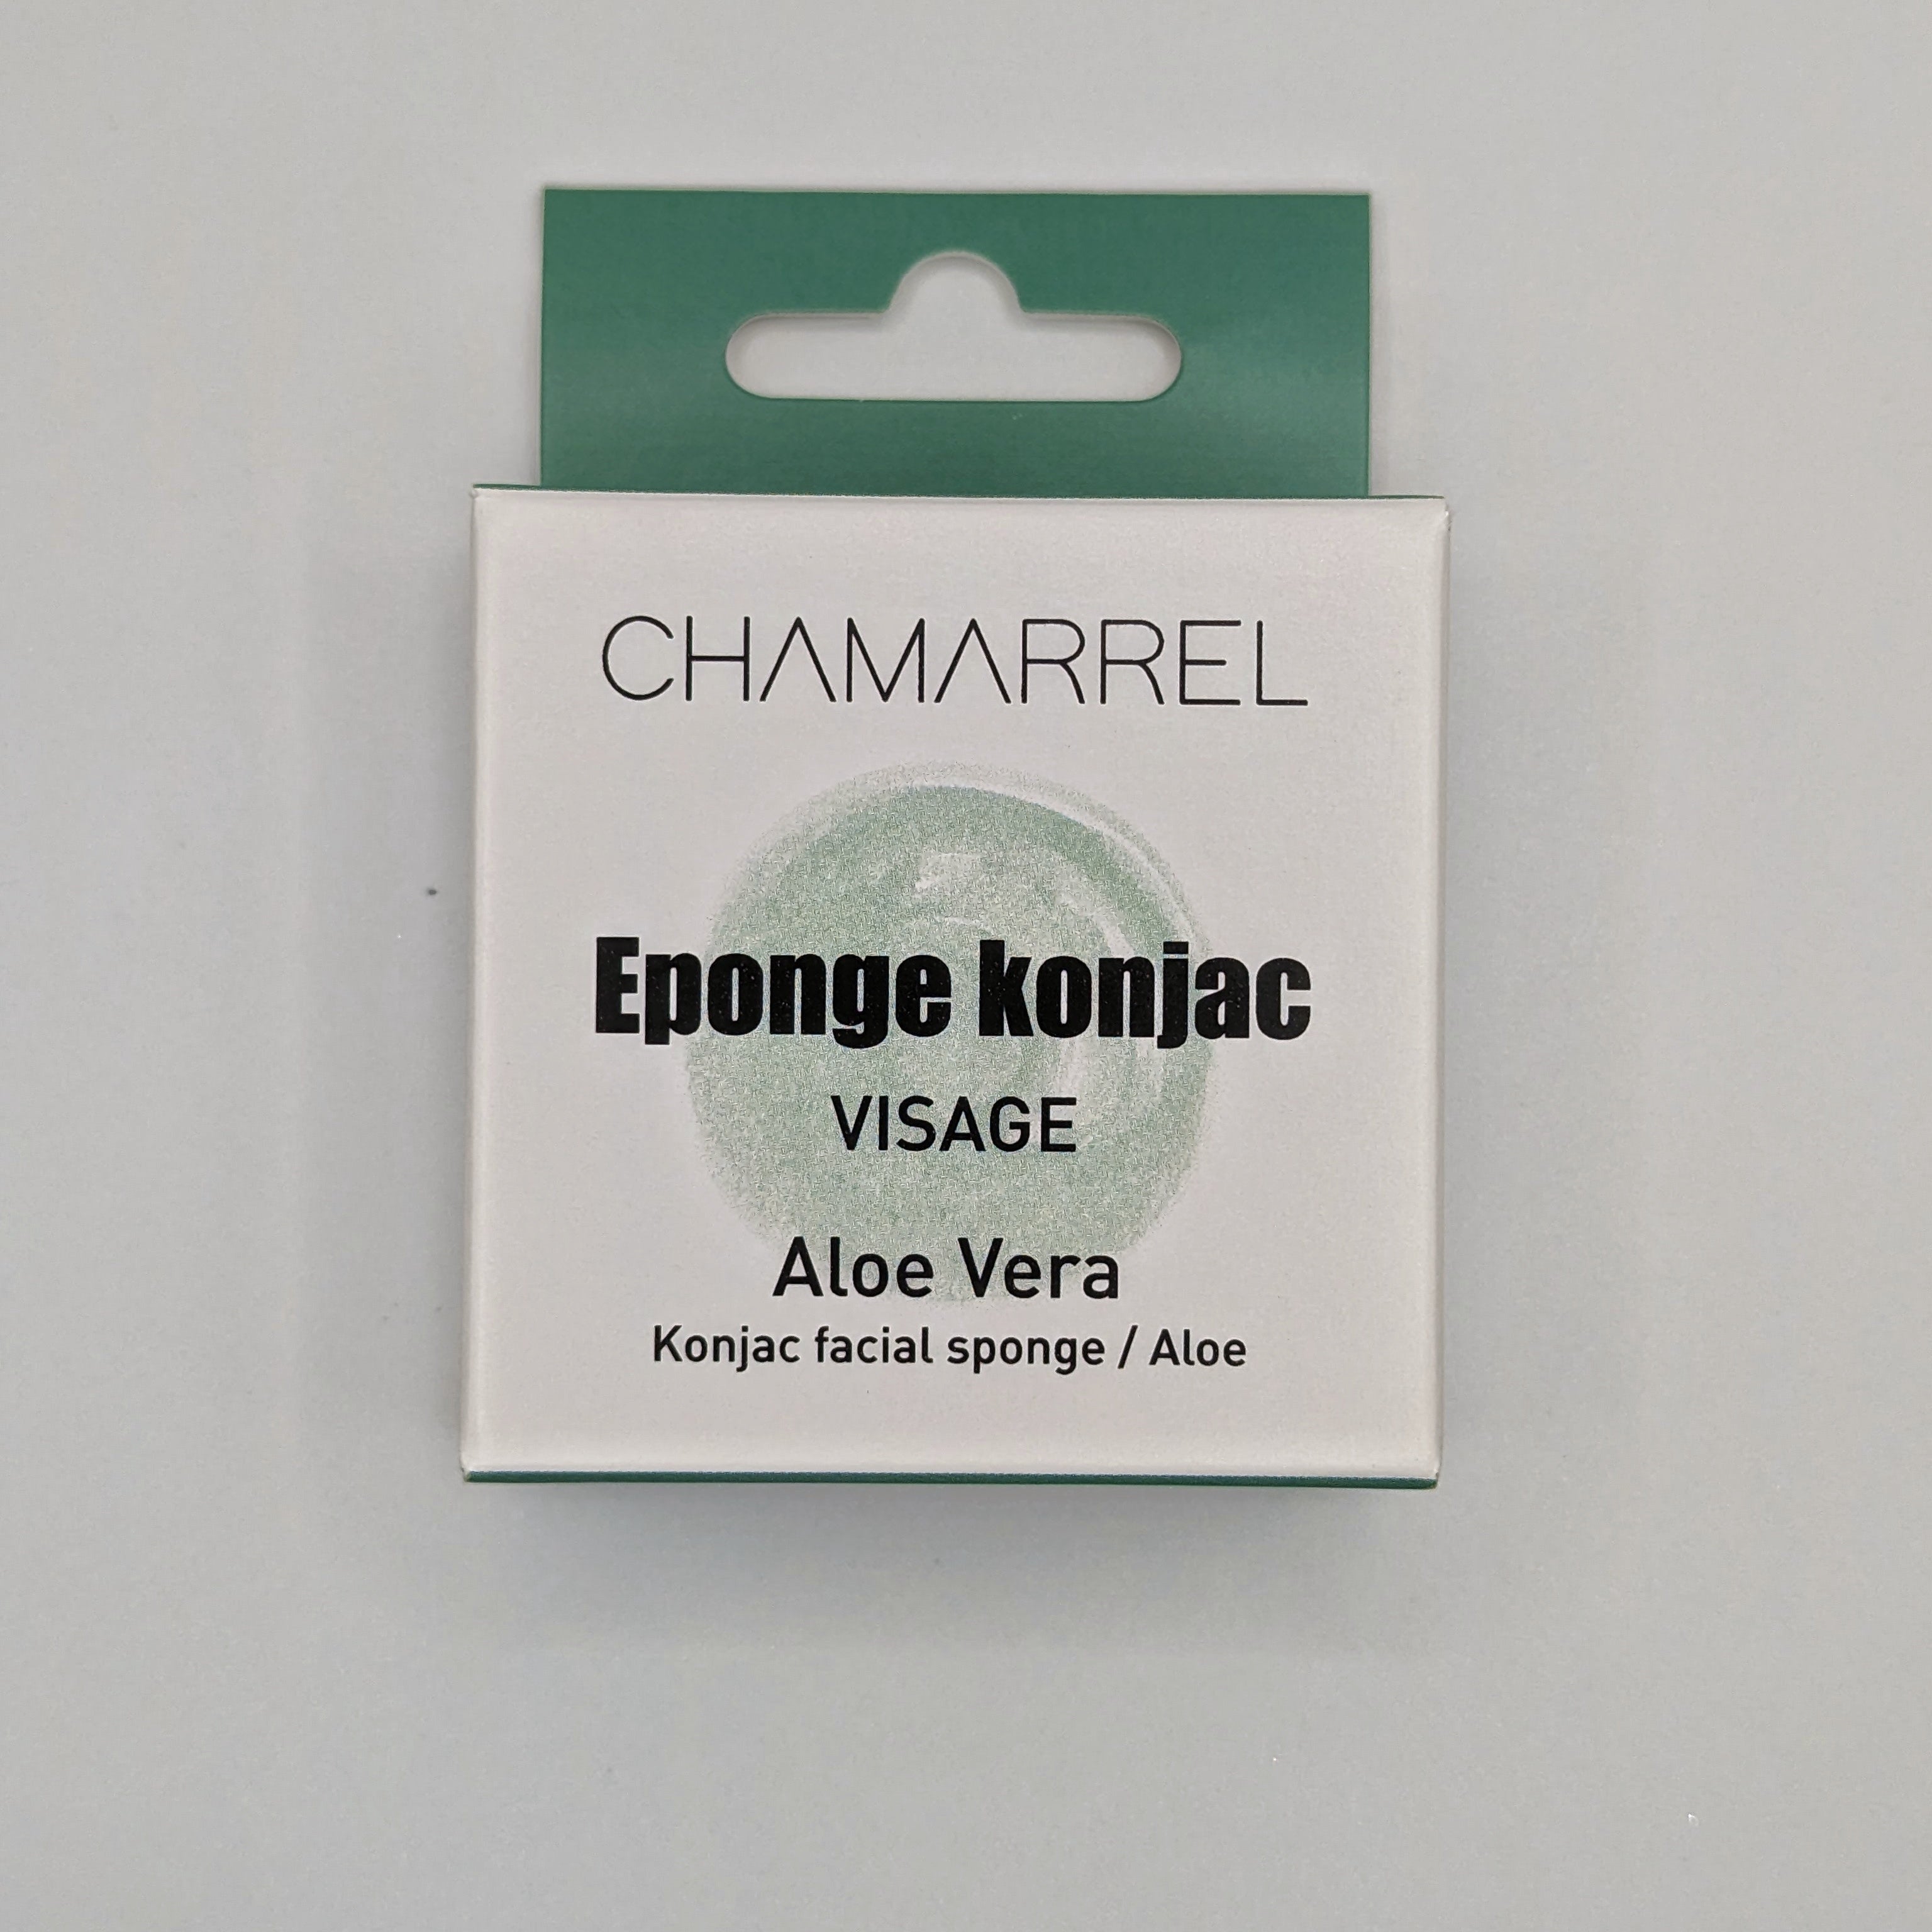 CHAMARREL
Eponge konjac
VISAGE
Aloe Vera
Konjac facial sponge / Aloe